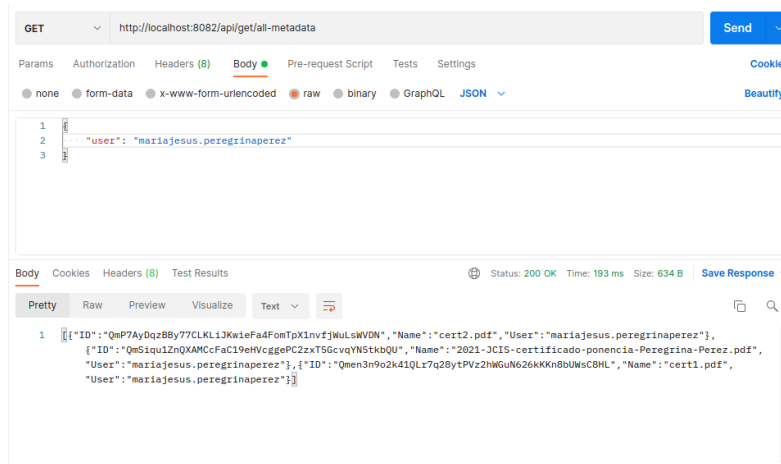 GET http://localhost:8082/api/get/all-metadata Send
Params Authorization Headers (8) Body Pre-request Script Tests Settings Cookie
none form-data x-www-form-urlencoded raw binary GraphQL JSON Beautify
1 {
2 "user": "mariajesus.peregrinaperez"
3 }
Body Cookies Headers (8) Test Results Status: 200 OK Time: 193 ms Size: 634 B Save Response
Pretty Raw Preview Visualize Text
1 [{"ID":"QmP7AyDqzBBy77CLKLiJKwieFa4FomTpX1nvfjWuLsWVDN","Name":"cert2.pdf","User":"mariajesus.peregrinaperez"},
{"ID":"QmSiqu1ZnQXAMCcFaC19eHVcggePC2zxT5GcvqYN5tkbQU","Name":"2021-JCIS-certificado-ponencia-Peregrina-Perez.pdf",
"User":"mariajesus.peregrinaperez"},{"ID":"Qmen3n9o2k41QLr7q28ytPVz2hWGuN626kKKn8bUWsC8HL","Name":"cert1.pdf",
"User":"mariajesus.peregrinaperez"}]